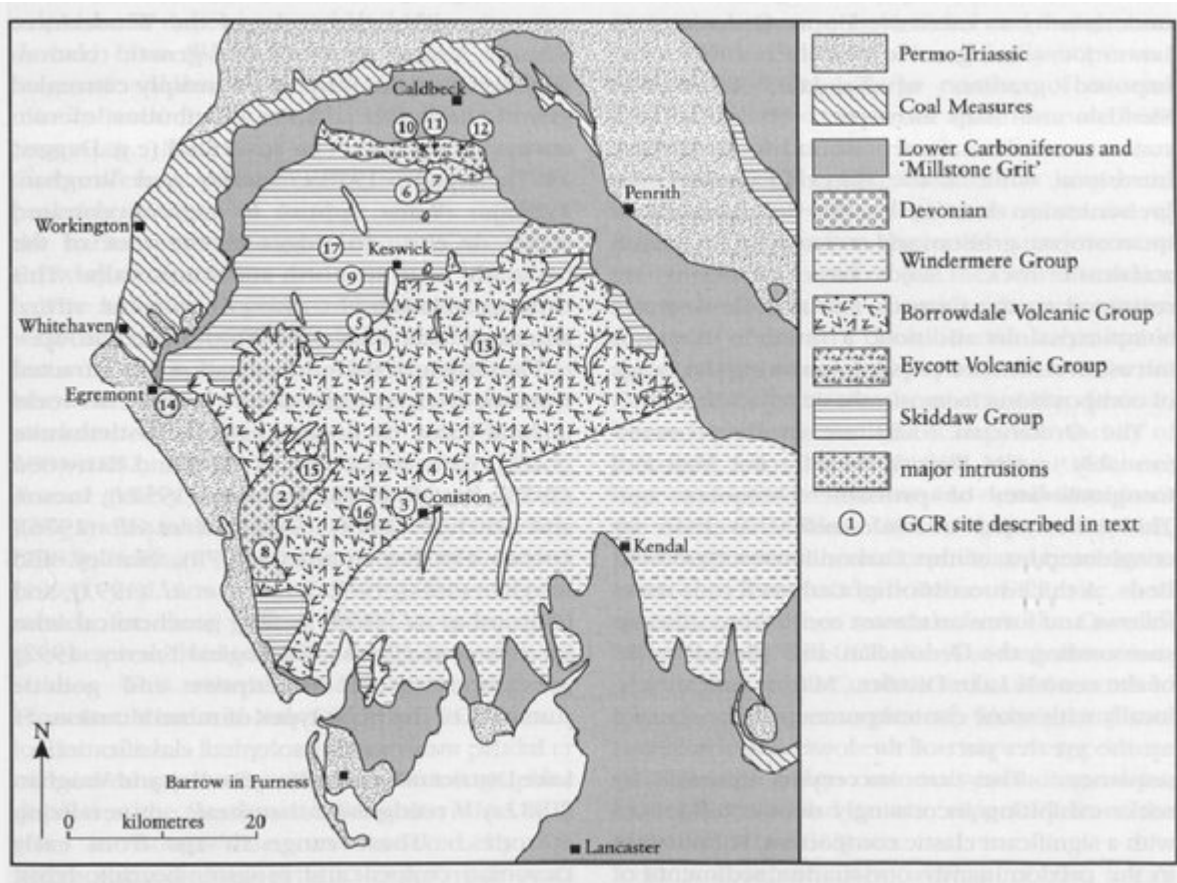 Caldbeck
10
11
12
7
6
Penrith
Workington
17
Keswick
9
Whitehaven
5
1
13
Egremont
14
15
4
2
Coniston
16
3
8
Kendal
N
Barrow in Furness
0 kilometres 20
Lancaster
Permo-Triassic
Coal Measures
Lower Carboniferous and
'Millstone Grit'
Devonian
Windermere Group
Borrowdale Volcanic Group
Eycott Volcanic Group
Skiddaw Group
major intrusions
1 GCR site described in text